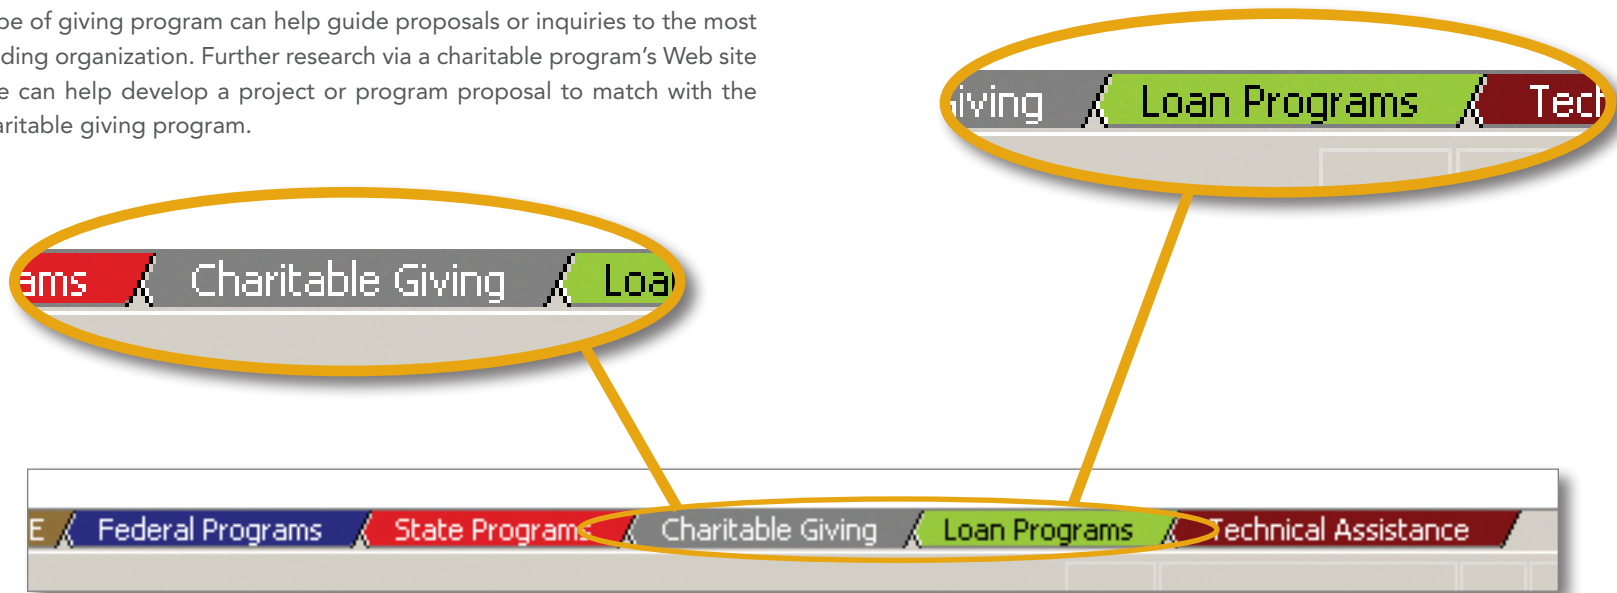 pe of giving program can help guide proposals or inquiries to the most
ding organization. Further research via a charitable program's Web site
e can help develop a project or program proposal to match with the
aritable giving program.
iving Loan Programs Tech
ams Charitable Giving Loa
E Federal Programs State Programs Charitable Giving Loan Programs Technical Assistance